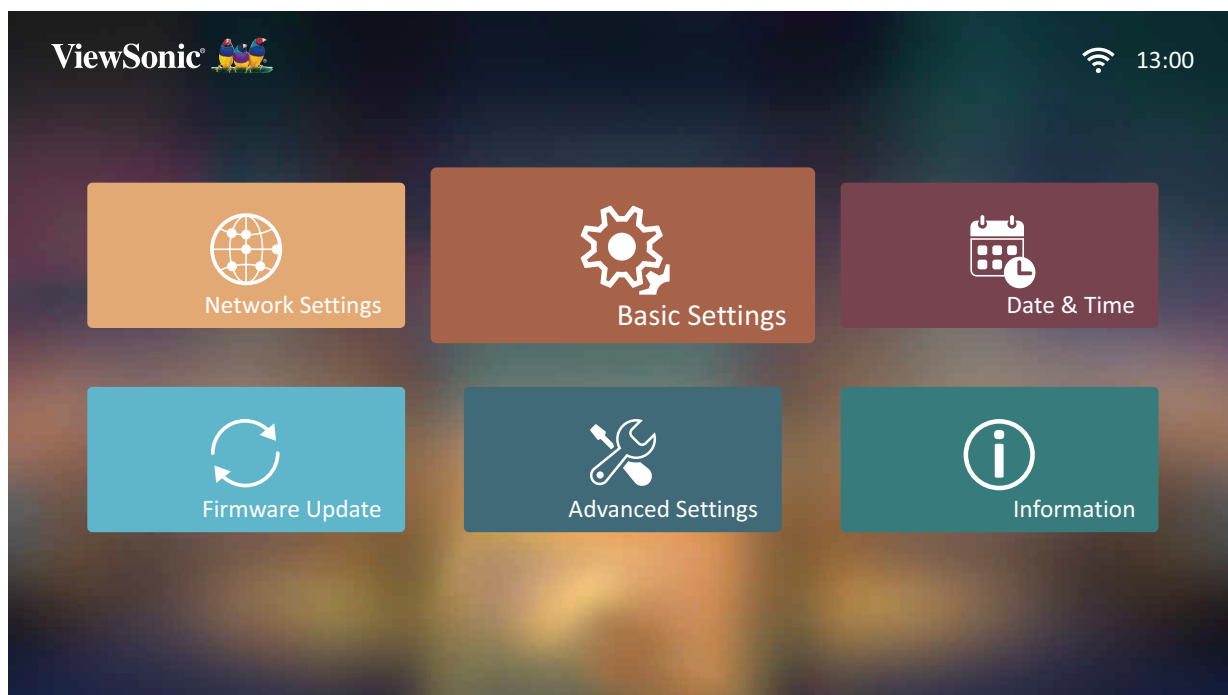 ViewSonic®
13:00
Network Settings
Basic Settings
Date & Time
Firmware Update
Advanced Settings
Information